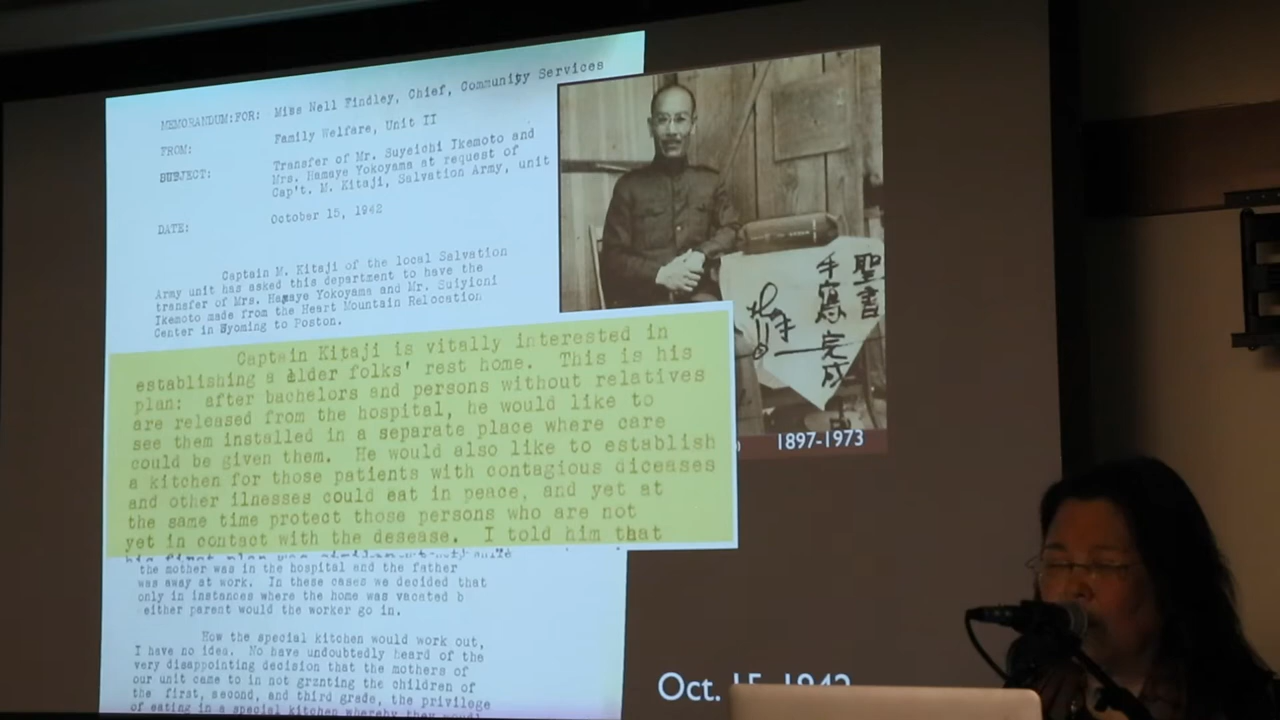 MEMORANDUM:FOR: Miss Nell Findley, Chief, Community Services
FROM: Family Welfare, Unit II
SUBJECT: Transfer of Mr. Suyeichi Ikemoto and
Mrs. Hamaye Yokoyama at request of
Cap't. M. Kitaji, Salvation Army, unit
DATE: October 15, 1942
Captain M. Kitaji of the local Salvation
Army unit has asked this department to have the
transfer of Mrs. Hamaye Yokoyama and Mr. Suiyioni
Ikemoto made from the Heart Mountain Relocation
Center in Wyoming to Poston.
Captain Kitaji is vitally interested in
establishing a elder folks' rest home. This is his
plan: after bachelors and persons without relatives
are released from the hospital, he would like to
see them installed in a separate place where care
could be given them. He would also like to establish
a kitchen for those patients with contagious diceases
and other ilnesses could eat in peace, and yet at
the same time protect those persons who are not
yet in contact with the desease. I told him that
the mother was in the hospital and the father
was away at work. In these cases we decided that
only in instances where the home was vacated b
either parent would the worker go in.
How the special kitchen would work out,
I have no idea. No have undoubtedly heard of the
very disappointing decision that the mothers of
our unit came to in not granting the children of
the first, second, and third grade, the privilege
of eating in a special kitchen whereby they
聖書
手寫完成
1897-1973
Oct. 15, 1942